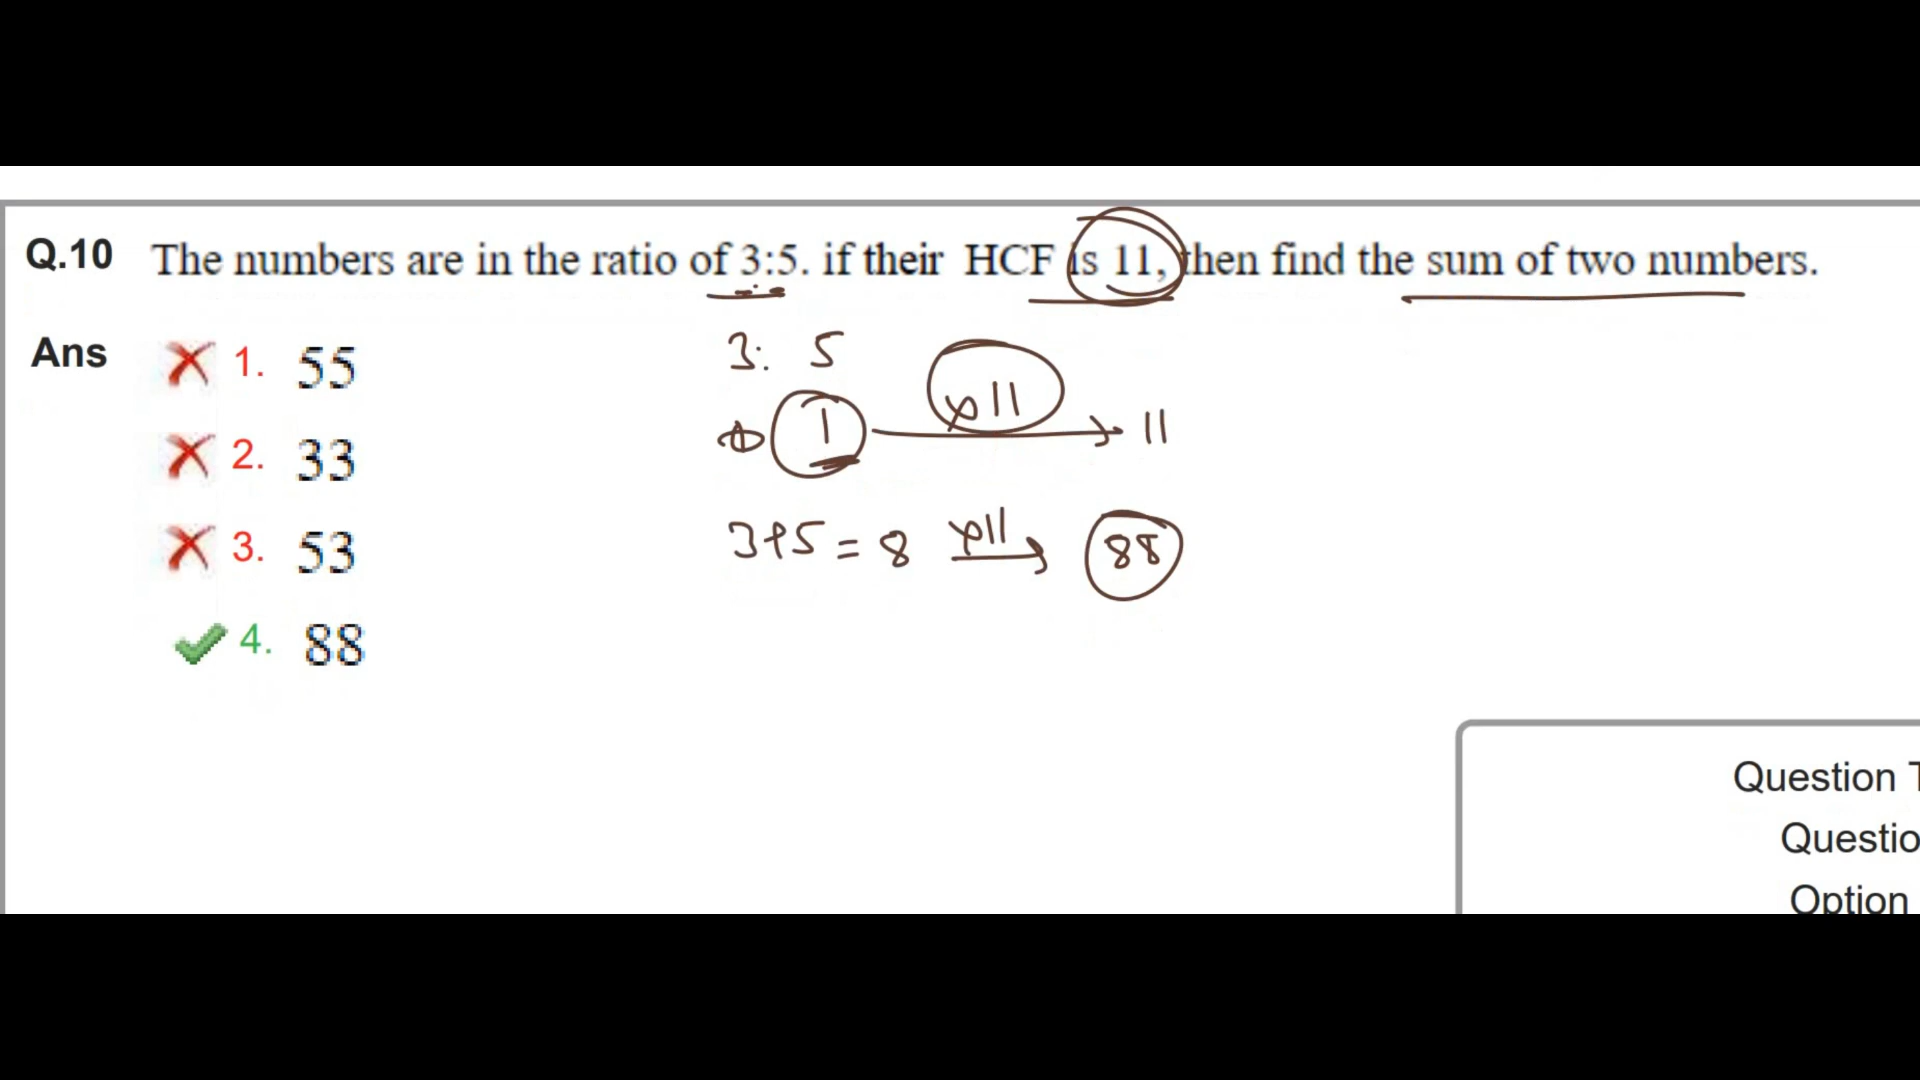 Q.10 The numbers are in the ratio of 3:5. if their HCF is 11, then find the sum of two numbers.
Ans 1. 55
2. 33
3. 53
4. 88
3: 5
1 ×11 → 11
3+5 = 8 ×11 → 88
Question T
Questio
Option